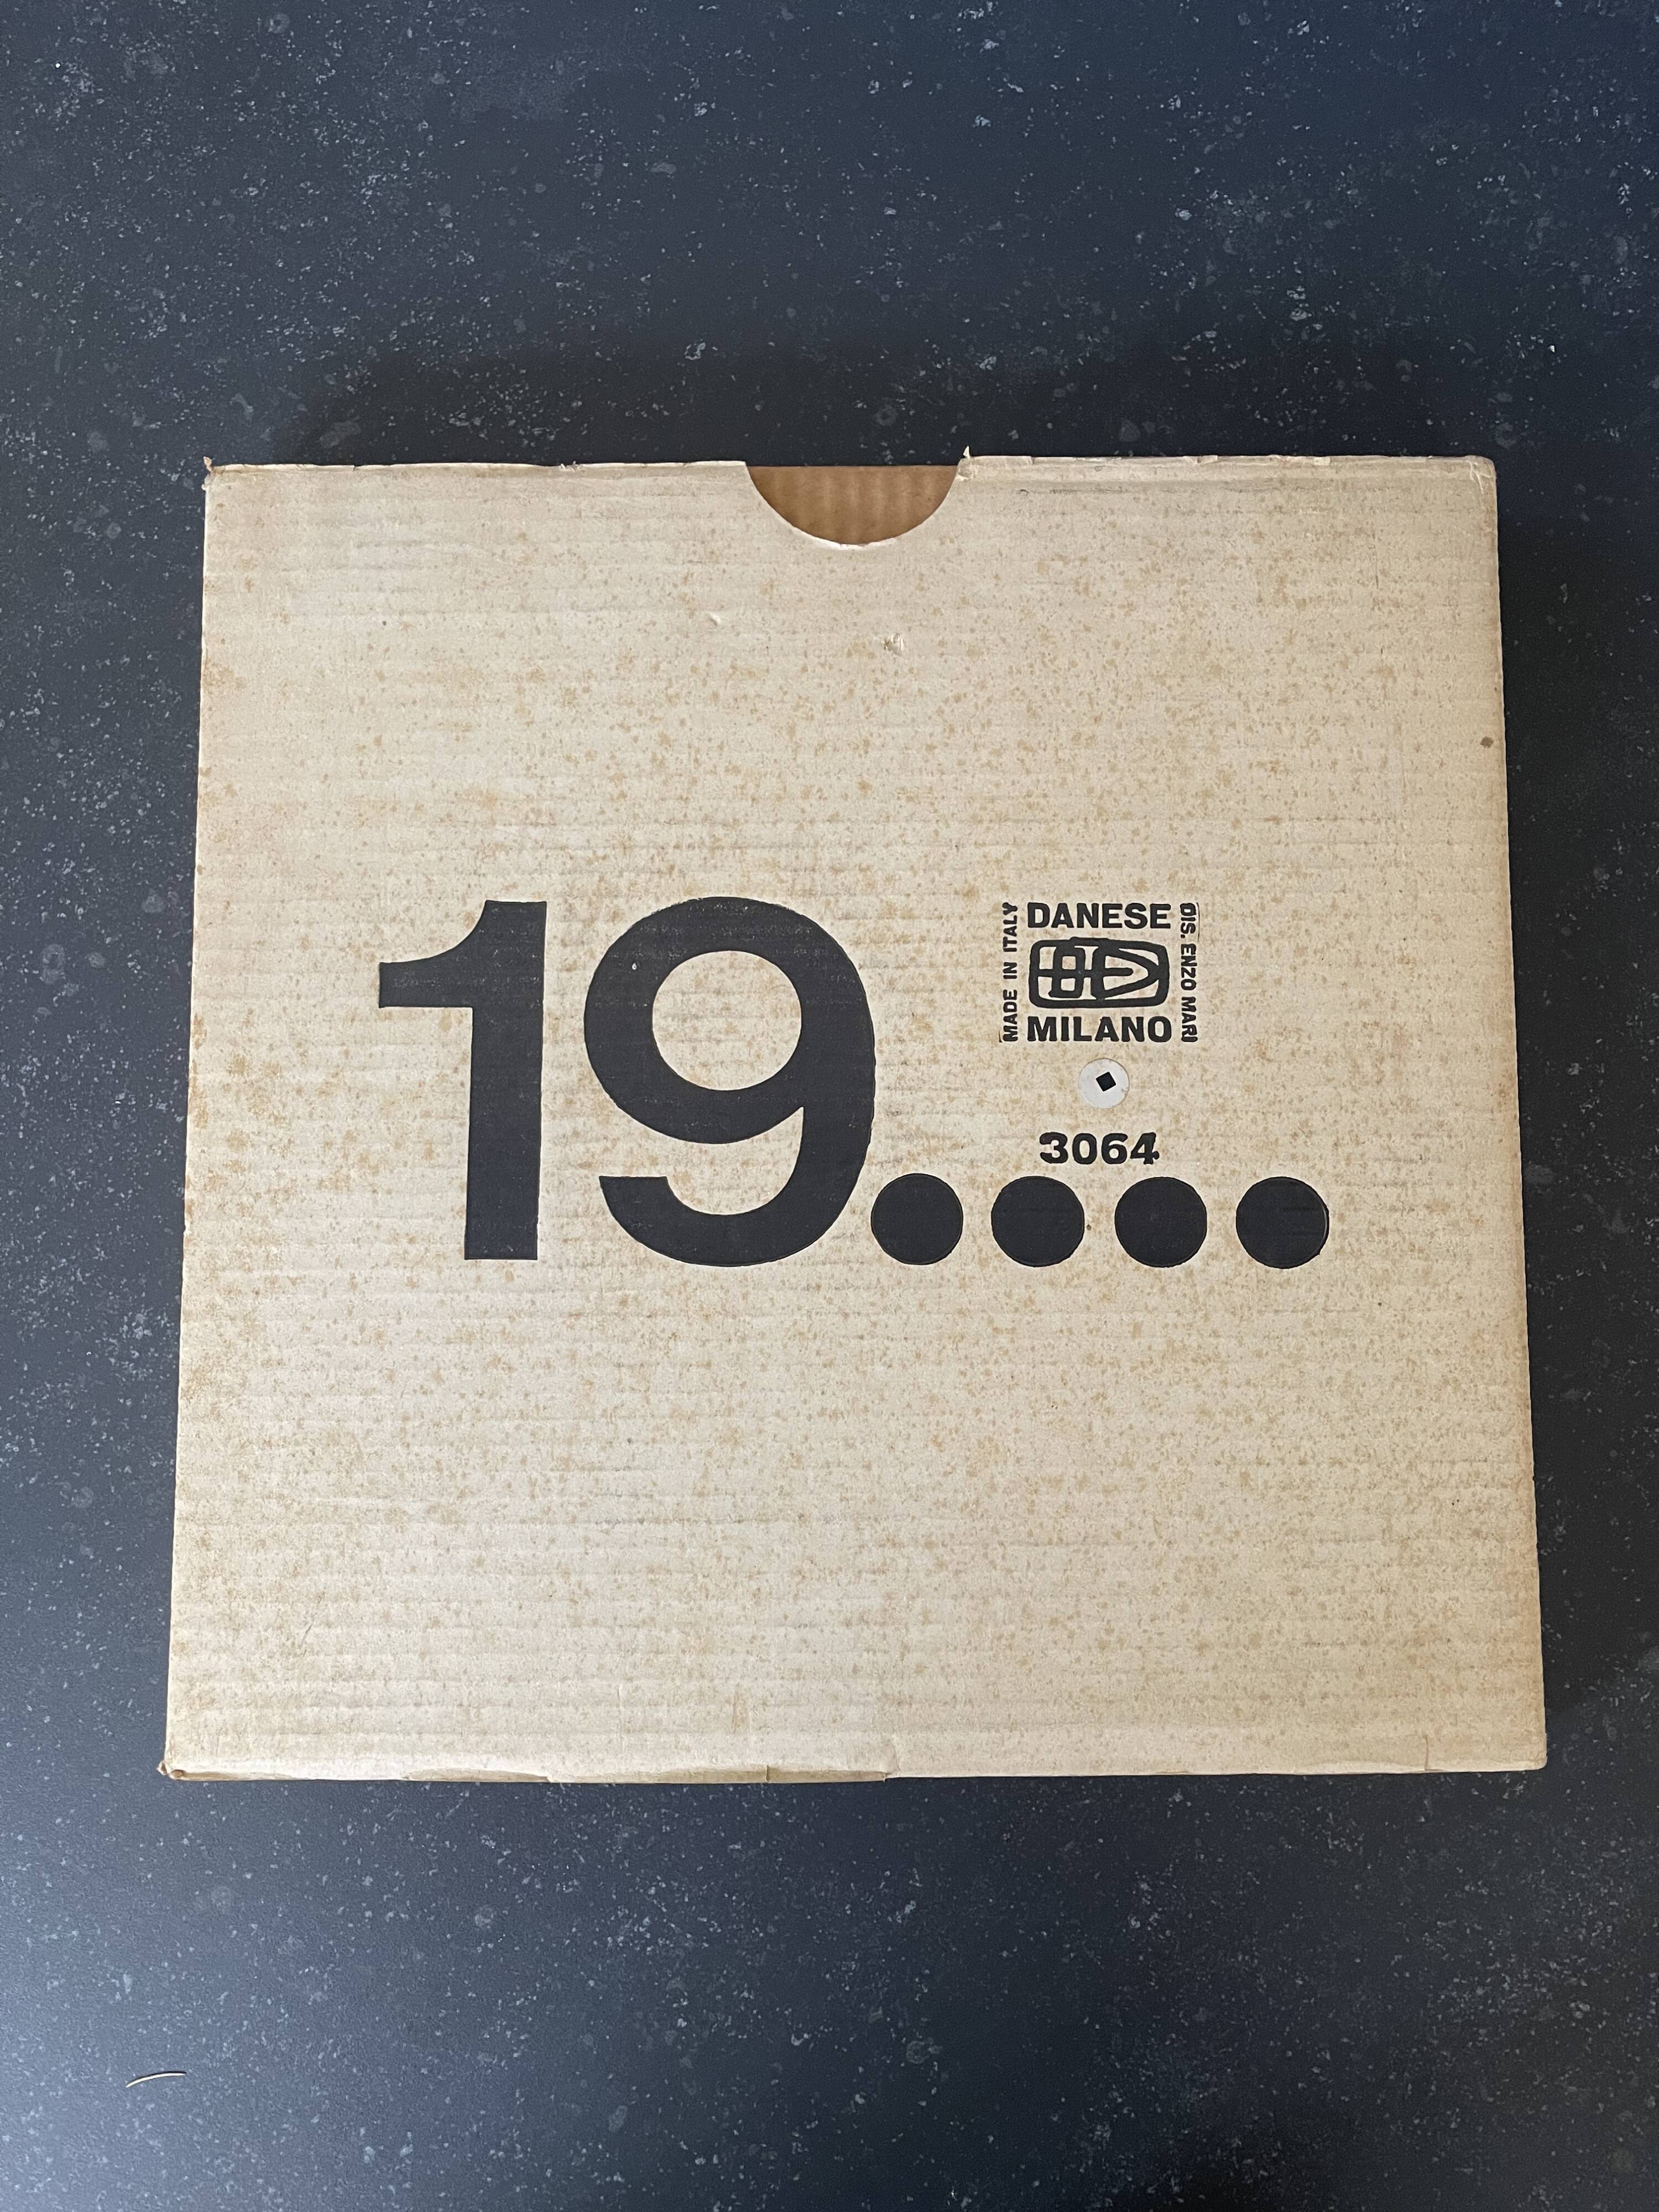 19....
MADE IN ITALY
DANESE
MILANO
DIS. ENZO MARI
3064